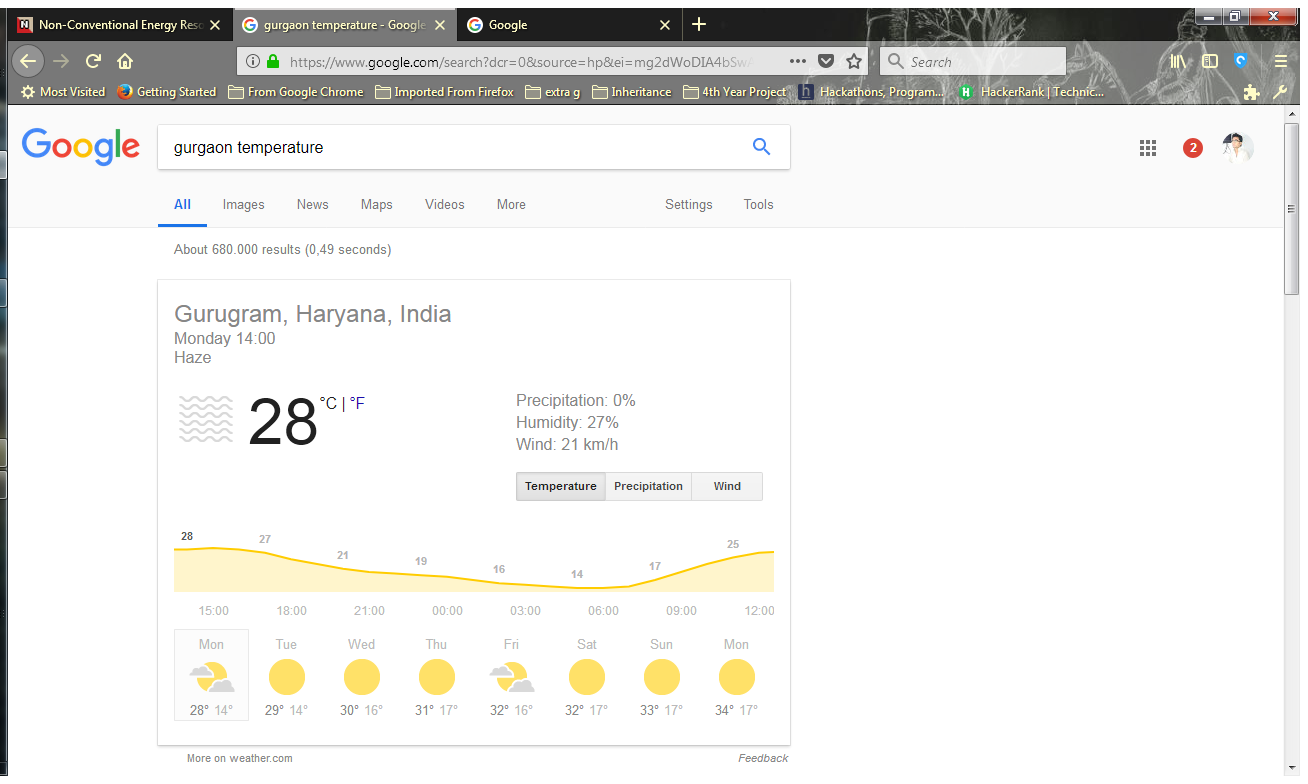 Non-Conventional Energy Reso
gurgaon temperature - Google
Google
https://www.google.com/search?dcr=0&source=hp&ei=mg2dWoDIA4bSwA
Search
Most Visited
Getting Started
From Google Chrome
Imported From Firefox
extra g
Inheritance
4th Year Project
Hackathons, Program...
HackerRank | Technic...
Google
gurgaon temperature
2
All Images News Maps Videos More Settings Tools
About 680.000 results (0,49 seconds)
Gurugram, Haryana, India
Monday 14:00
Haze
28 °C | °F
Precipitation: 0%
Humidity: 27%
Wind: 21 km/h
Temperature Precipitation Wind
28 27 21 19 16 14 17 25
15:00 18:00 21:00 00:00 03:00 06:00 09:00 12:00
Mon Tue Wed Thu Fri Sat Sun Mon
28° 14° 29° 14° 30° 16° 31° 17° 32° 16° 32° 17° 33° 17° 34° 17°
More on weather.com Feedback